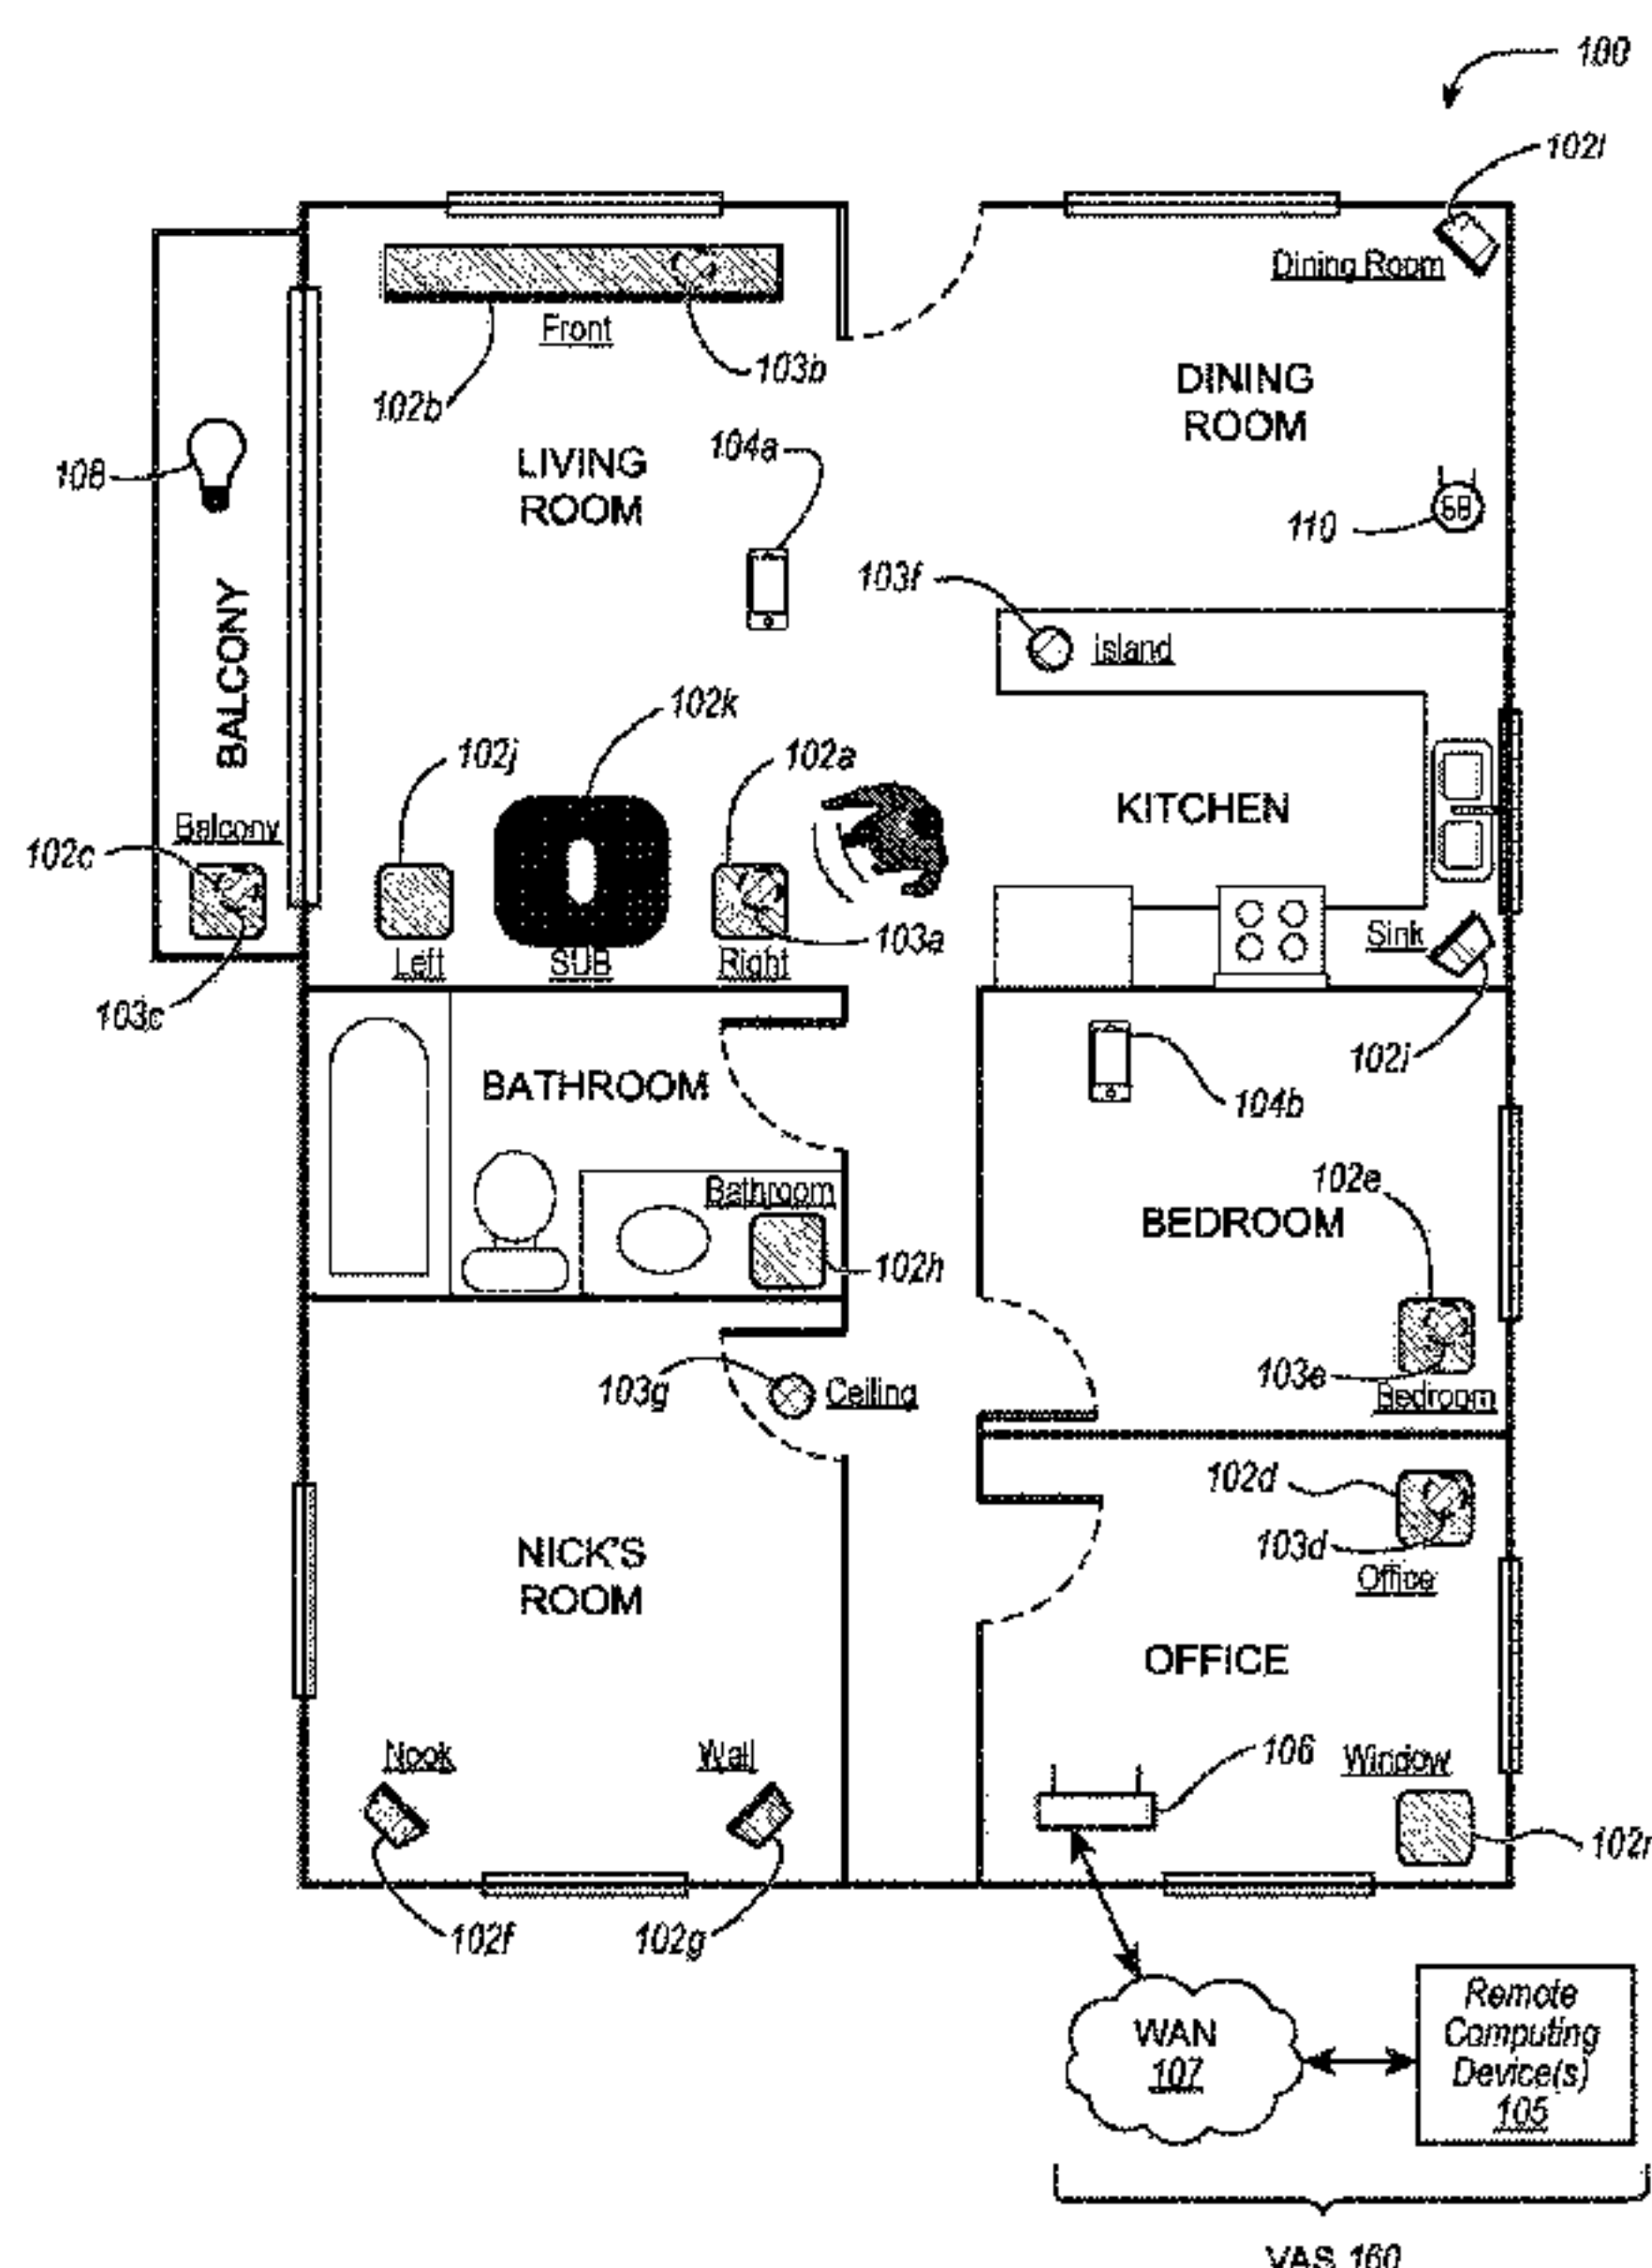 100
102l
Dining Room
Front
103b
102b
DINING
ROOM
104a
LIVING
ROOM
108
110
68
103f
island
BALCONY
102k
102j
102a
KITCHEN
Balcony
102c
Sink
103a
Left
SUB
Right
103c
102i
BATHROOM
104b
Bathroom
102e
BEDROOM
102h
103e
Bedroom
103g
Ceiling
102d
NICK'S
ROOM
103d
Office
OFFICE
Nook
Wall
106
Window
102f
102g
Remote
WAN
Computing
107
Device(s)
105
VAS 160